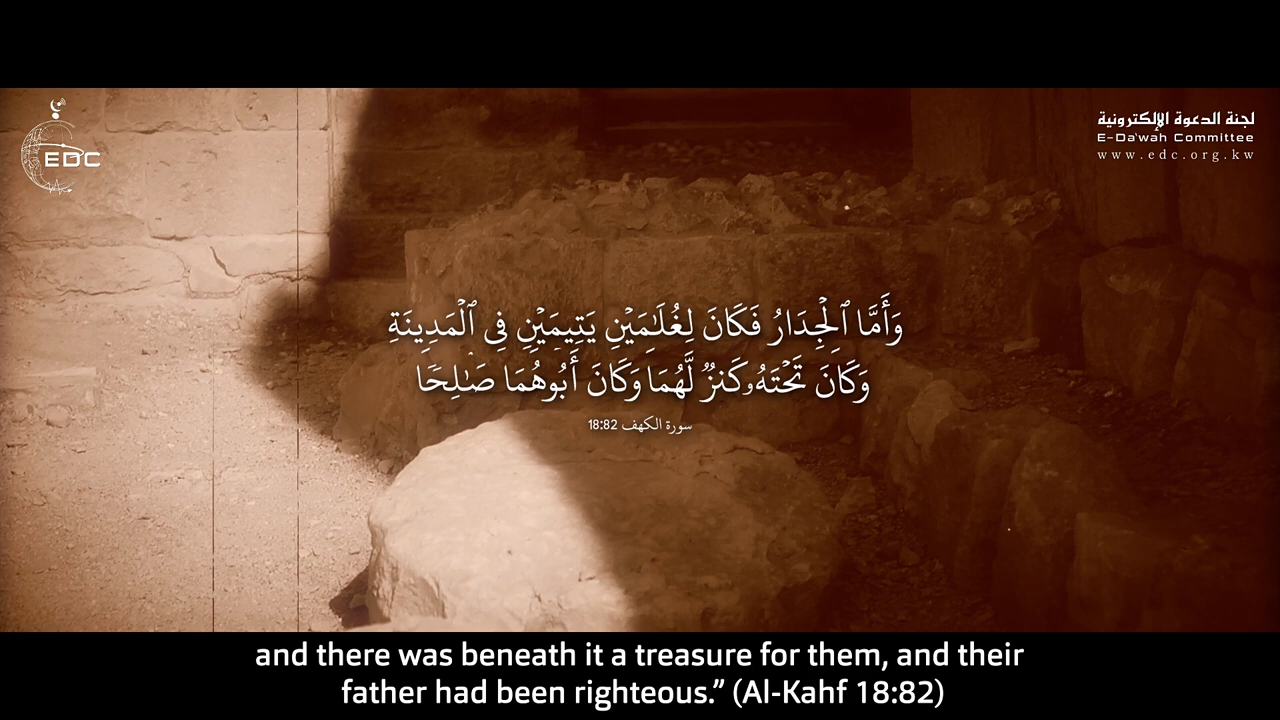 EDC
لجنة الدعوة الإلكترونية
E-Da'wah Committee
www.edc.org.kw
وَأَمَّا ٱلْجِدَارُ فَكَانَ لِغُلَـٰمَيْنِ يَتِيمَيْنِ فِى ٱلْمَدِينَةِ
وَكَانَ تَحْتَهُۥ كَنزٌ لَّهُمَا وَكَانَ أَبُوهُمَا صَـٰلِحًا
سورة الكهف 18:82
and there was beneath it a treasure for them, and their
father had been righteous.” (Al-Kahf 18:82)